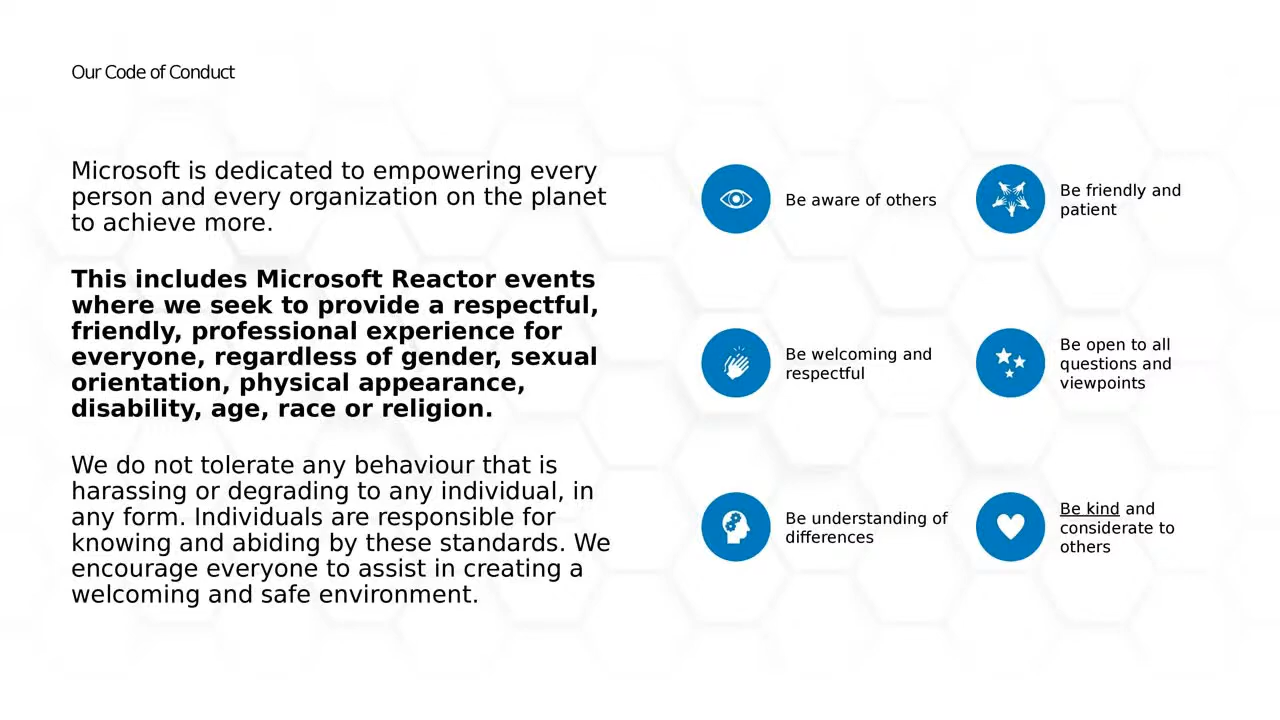 Our Code of Conduct
Microsoft is dedicated to empowering every
person and every organization on the planet
to achieve more.
This includes Microsoft Reactor events
where we seek to provide a respectful,
friendly, professional experience for
everyone, regardless of gender, sexual
orientation, physical appearance,
disability, age, race or religion.
We do not tolerate any behaviour that is
harassing or degrading to any individual, in
any form. Individuals are responsible for
knowing and abiding by these standards. We
encourage everyone to assist in creating a
welcoming and safe environment.
Be aware of others
Be friendly and
patient
Be welcoming and
respectful
Be open to all
questions and
viewpoints
Be understanding of
differences
Be kind and
considerate to
others